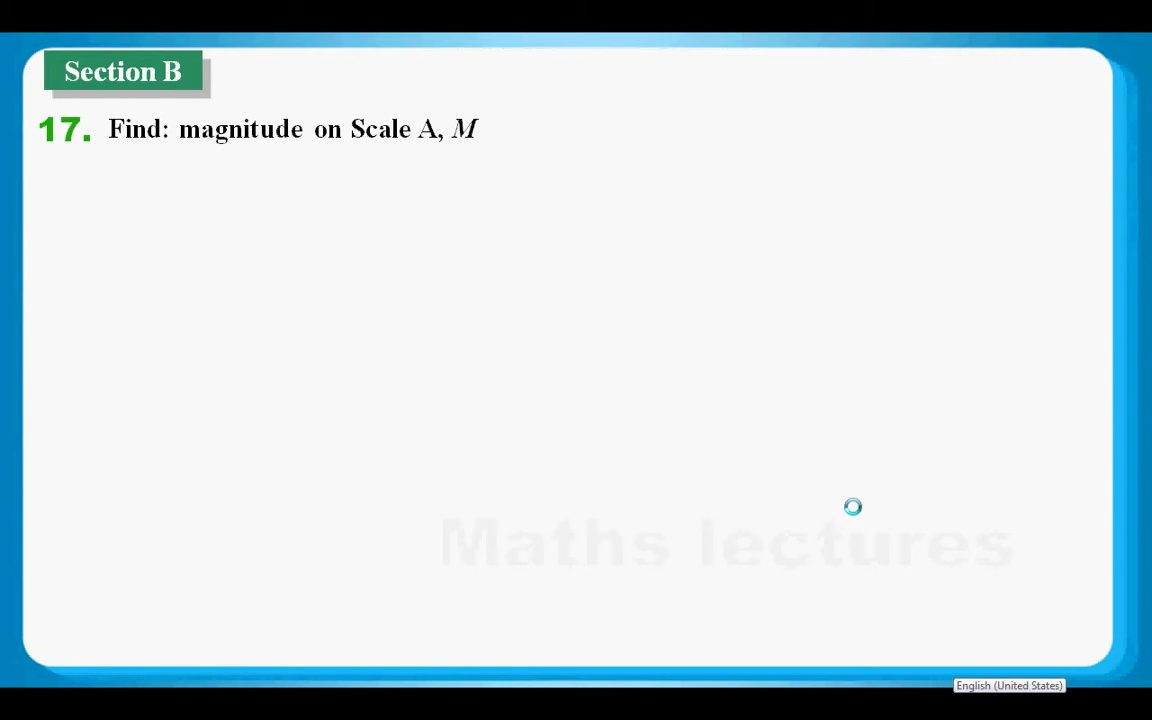 Section B
17. Find: magnitude on Scale A, M
Maths lectures
English (United States)